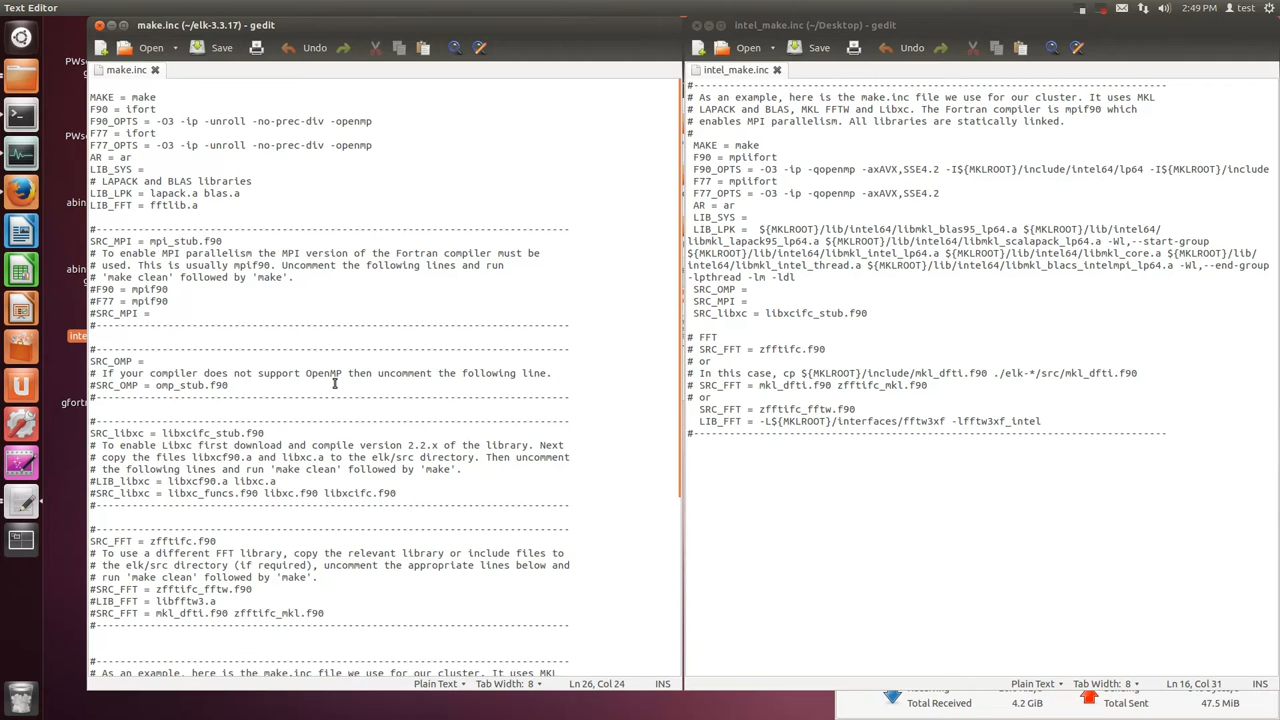 Text Editor
2:49 PM
test
PWs
PWs
abin
abin
abin
inte
gfortr
make.inc (~/elk-3.3.17) - gedit
Open
Save
Undo
make.inc
MAKE = make
F90 = ifort
F90_OPTS = -O3 -ip -unroll -no-prec-div -openmp
F77 = ifort
F77_OPTS = -O3 -ip -unroll -no-prec-div -openmp
AR = ar
LIB_SYS =
# LAPACK and BLAS libraries
LIB_LPK = lapack.a blas.a
LIB_FFT = fftlib.a
#-------------------------------------------------------------------------------
SRC_MPI = mpi_stub.f90
# To enable MPI parallelism the MPI version of the Fortran compiler must be
# used. This is usually mpif90. Uncomment the following lines and run
# 'make clean' followed by 'make'.
#F90 = mpif90
#F77 = mpif90
#SRC_MPI =
#-------------------------------------------------------------------------------
#-------------------------------------------------------------------------------
SRC_OMP =
# If your compiler does not support OpenMP then uncomment the following line.
#SRC_OMP = omp_stub.f90
#-------------------------------------------------------------------------------
#-------------------------------------------------------------------------------
SRC_libxc = libxcifc_stub.f90
# To enable Libxc first download and compile version 2.2.x of the library. Next
# copy the files libxcf90.a and libxc.a to the elk/src directory. Then uncomment
# the following lines and run 'make clean' followed by 'make'.
#LIB_libxc = libxcf90.a libxc.a
#SRC_libxc = libxc_funcs.f90 libxc.f90 libxcifc.f90
#-------------------------------------------------------------------------------
#-------------------------------------------------------------------------------
SRC_FFT = zfftifc.f90
# To use a different FFT library, copy the relevant library or include files to
# the elk/src directory (if required), uncomment the appropriate lines below and
# run 'make clean' followed by 'make'.
#SRC_FFT = zfftifc_fftw.f90
#LIB_FFT = libfftw3.a
#SRC_FFT = mkl_dfti.f90 zfftifc_mkl.f90
#-------------------------------------------------------------------------------
#-------------------------------------------------------------------------------
# As an example, here is the make.inc file we use for our cluster. It uses MKL
Plain Text
Tab Width: 8
Ln 26, Col 24
INS
intel_make.inc (~/Desktop) - gedit
Open
Save
Undo
intel_make.inc
#-------------------------------------------------------------------------------
# As an example, here is the make.inc file we use for our cluster. It uses MKL
# LAPACK and BLAS, MKL FFTW and Libxc. The Fortran compiler is mpif90 which
# enables MPI parallelism. All libraries are statically linked.
#
MAKE = make
F90 = mpiifort
F90_OPTS = -O3 -ip -qopenmp -axAVX,SSE4.2 -I${MKLROOT}/include/intel64/lp64 -I${MKLROOT}/include
F77 = mpiifort
F77_OPTS = -O3 -ip -qopenmp -axAVX,SSE4.2
AR = ar
LIB_SYS =
LIB_LPK =  ${MKLROOT}/lib/intel64/libmkl_blas95_lp64.a ${MKLROOT}/lib/intel64/
libmkl_lapack95_lp64.a ${MKLROOT}/lib/intel64/libmkl_scalapack_lp64.a -Wl,--start-group
${MKLROOT}/lib/intel64/libmkl_intel_lp64.a ${MKLROOT}/lib/intel64/libmkl_core.a ${MKLROOT}/lib/
intel64/libmkl_intel_thread.a ${MKLROOT}/lib/intel64/libmkl_blacs_intelmpi_lp64.a -Wl,--end-group
-lpthread -lm -ldl
SRC_OMP =
SRC_MPI =
SRC_libxc = libxcifc_stub.f90
# FFT
# SRC_FFT = zfftifc.f90
# or
# In this case, cp ${MKLROOT}/include/mkl_dfti.f90 ./elk-*/src/mkl_dfti.f90
# SRC_FFT = mkl_dfti.f90 zfftifc_mkl.f90
# or
SRC_FFT = zfftifc_fftw.f90
LIB_FFT = -L${MKLROOT}/interfaces/fftw3xf -lfftw3xf_intel
#-------------------------------------------------------------------------------
Plain Text
Tab Width: 8
Ln 16, Col 31
INS
Total Received
4.2 GiB
Total Sent
47.5 MiB